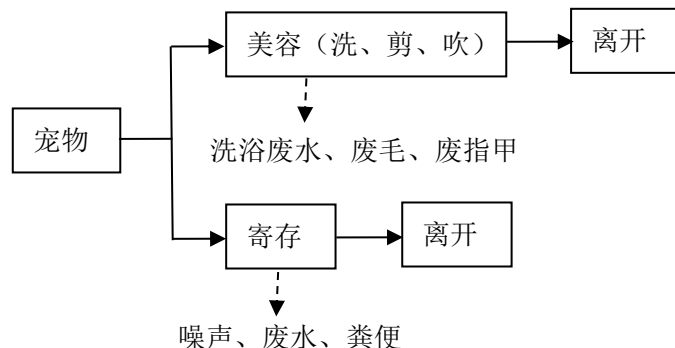 美容（洗、剪、吹）
离开
宠物
洗浴废水、废毛、废指甲
寄存
离开
噪声、废水、粪便